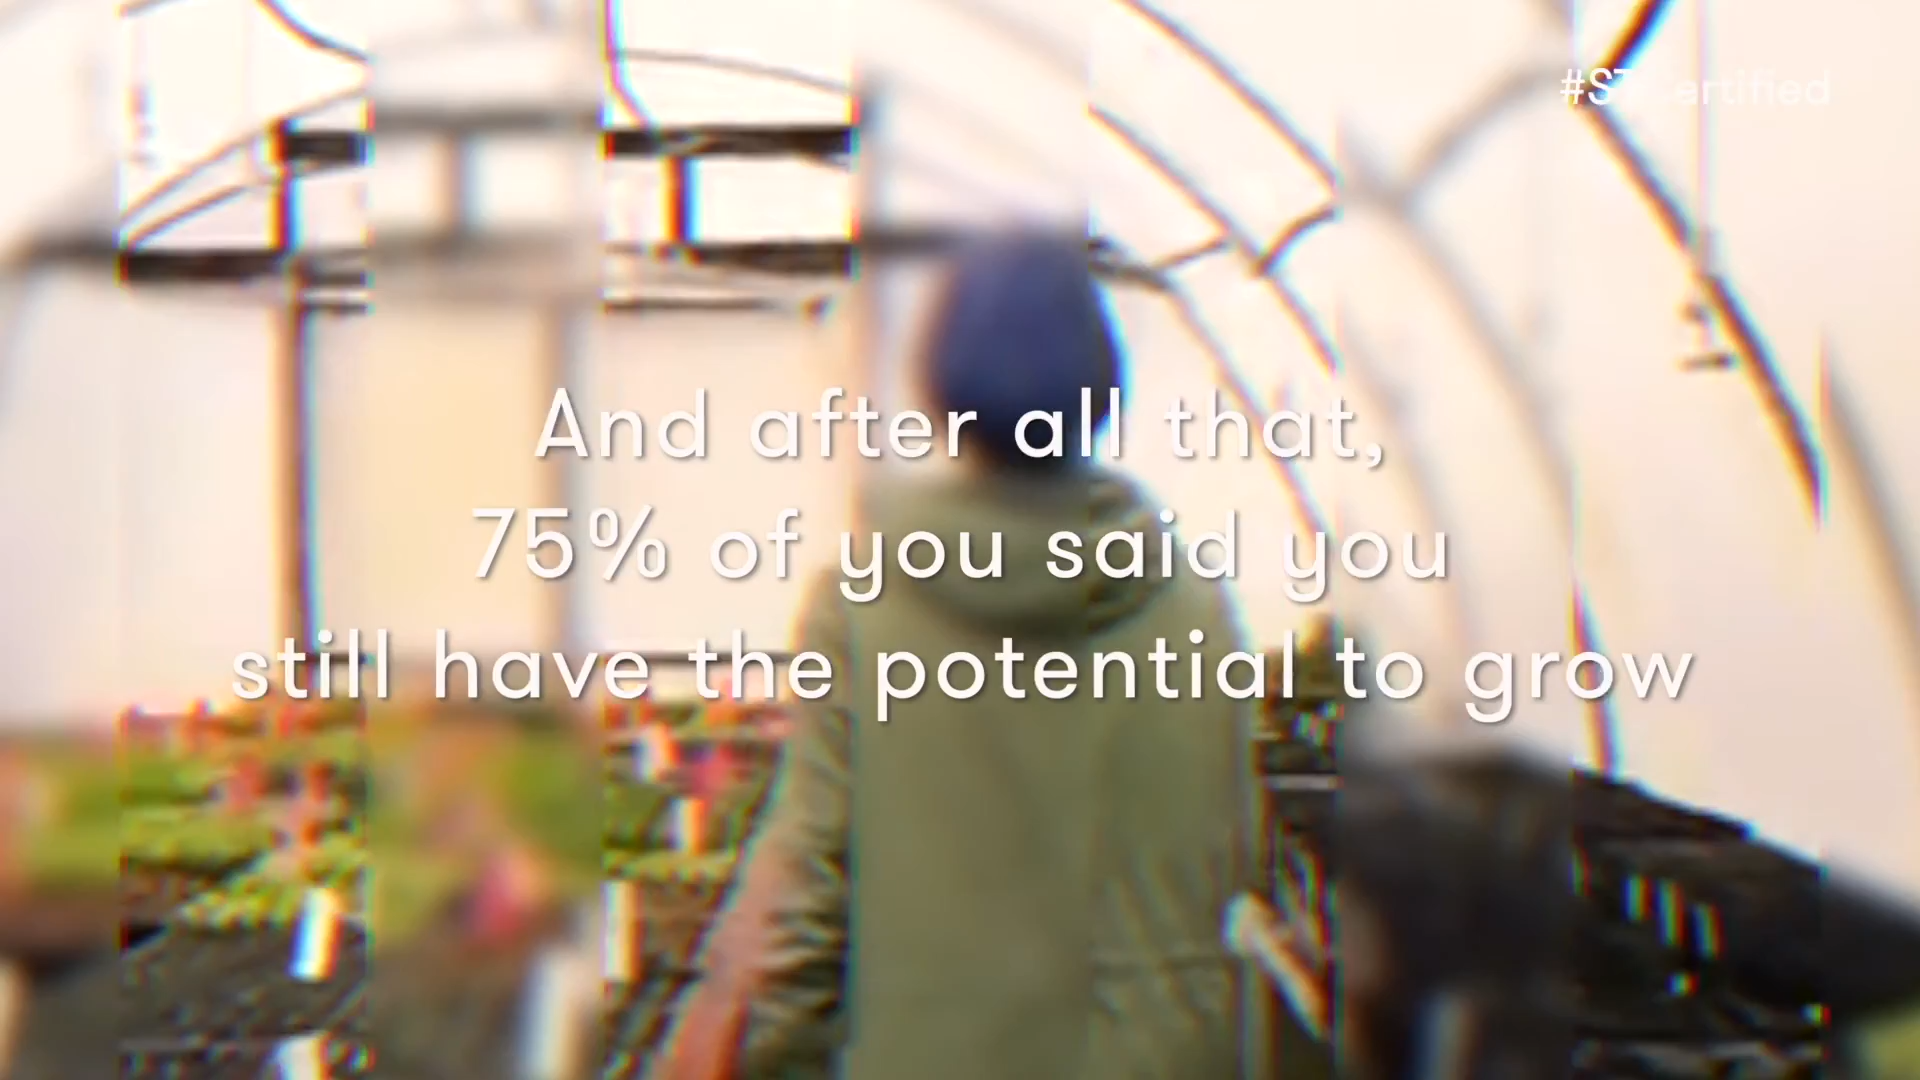 And after all that,
75% of you said you
still have the potential to grow